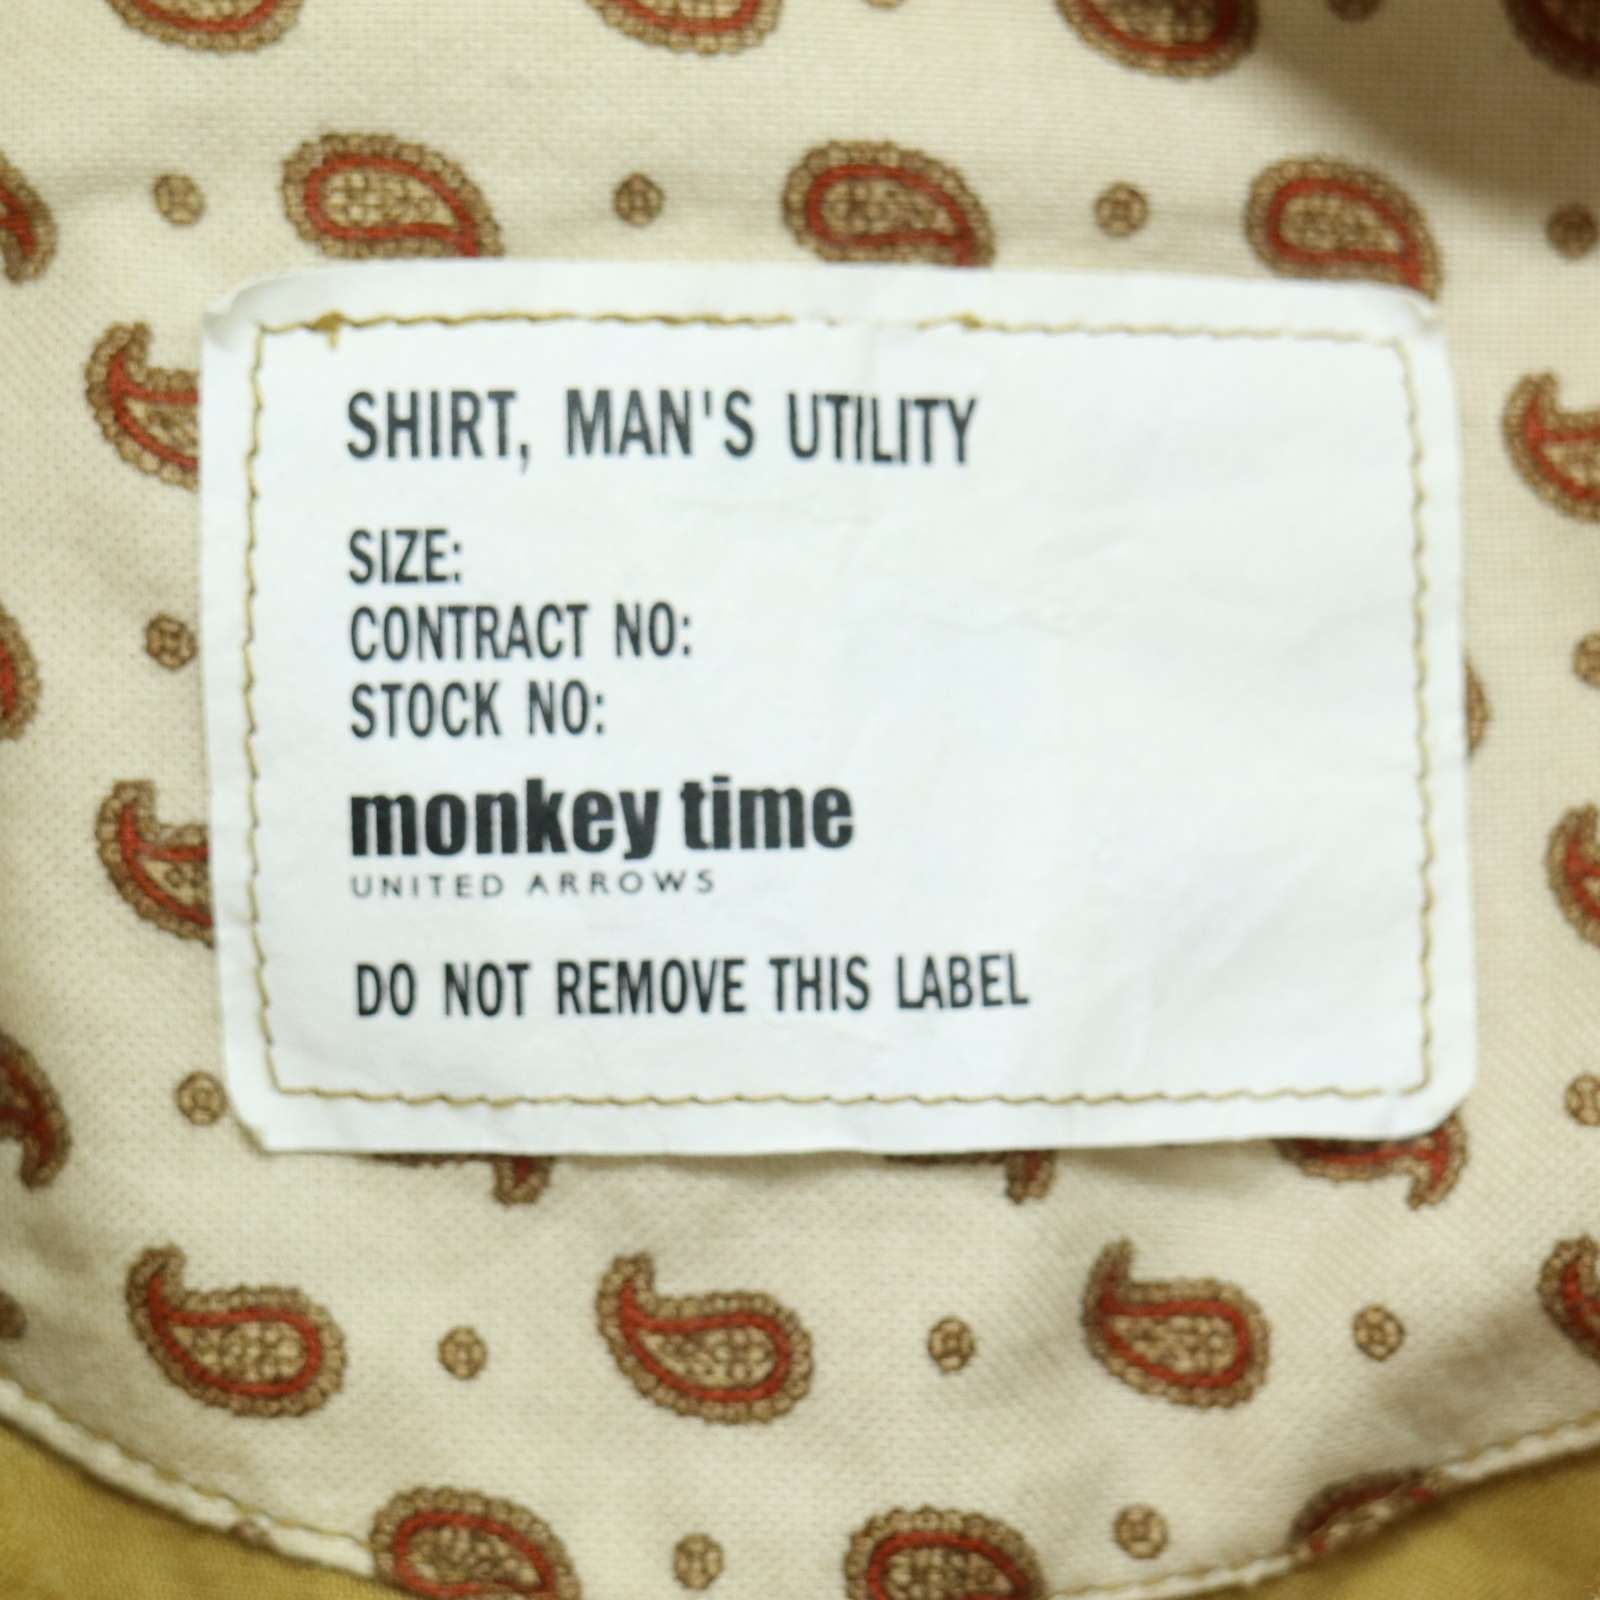 SHIRT, MAN'S UTILITY
SIZE:
CONTRACT NO:
STOCK NO:
monkey time
UNITED ARROWS
DO NOT REMOVE THIS LABEL